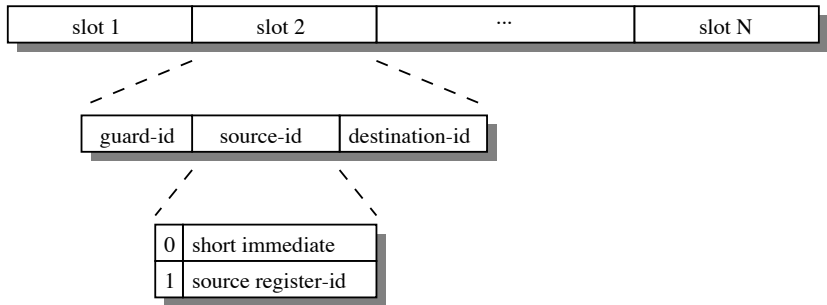 slot 1 slot 2 ... slot N
guard-id source-id destination-id
0 short immediate
1 source register-id